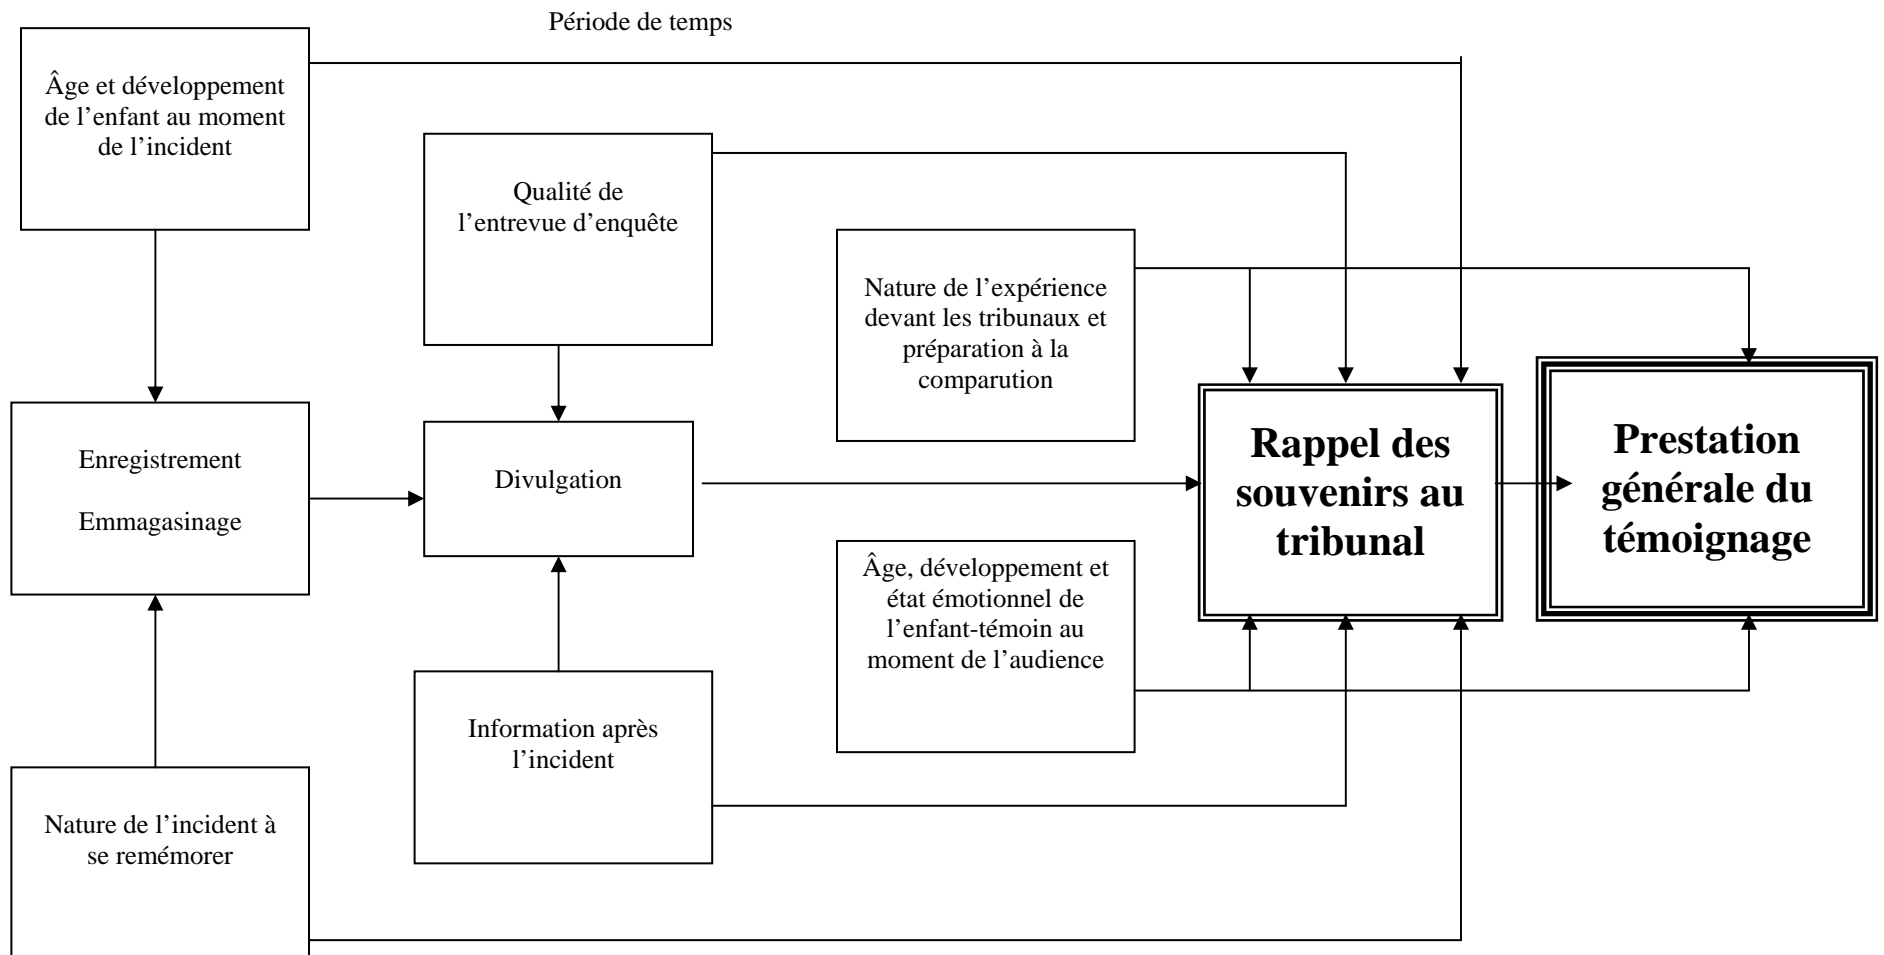 Période de temps
Âge et développement
de l’enfant au moment
de l’incident
Qualité de
l’entrevue d’enquête
Nature de l’expérience
devant les tribunaux et
préparation à la
comparution
Enregistrement
Emmagasinage
Divulgation
Rappel des
souvenirs au
tribunal
Prestation
générale du
témoignage
Âge, développement et
état émotionnel de
l’enfant-témoin au
moment de l’audience
Information après
l’incident
Nature de l’incident à
se remémorer